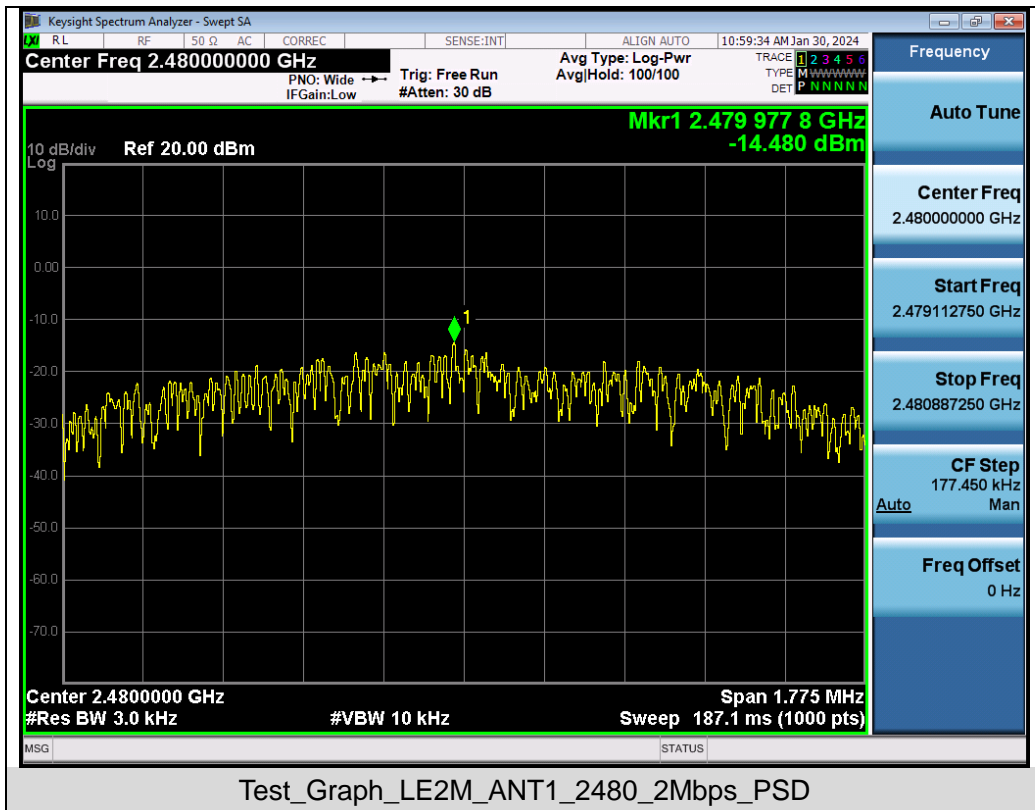 Keysight Spectrum Analyzer - Swept SA
LXI RL RF 50 Ω AC CORREC SENSE:INT ALIGN AUTO 10:59:34 AM Jan 30, 2024
Center Freq 2.480000000 GHz
PNO: Wide
IFGain:Low
Trig: Free Run
#Atten: 30 dB
Avg Type: Log-Pwr
Avg|Hold: 100/100
TRACE 1 2 3 4 5 6
TYPE M WWWWW
DET P N N N N N
Mkr1 2.479 977 8 GHz
-14.480 dBm
10 dB/div Ref 20.00 dBm
Log
10.0
0.00
-10.0
-20.0
-30.0
-40.0
-50.0
-60.0
-70.0
1
Center 2.4800000 GHz Span 1.775 MHz
#Res BW 3.0 kHz #VBW 10 kHz Sweep 187.1 ms (1000 pts)
MSG STATUS
Frequency
Auto Tune
Center Freq
2.480000000 GHz
Start Freq
2.479112750 GHz
Stop Freq
2.480887250 GHz
CF Step
177.450 kHz
Auto Man
Freq Offset
0 Hz
Test_Graph_LE2M_ANT1_2480_2Mbps_PSD